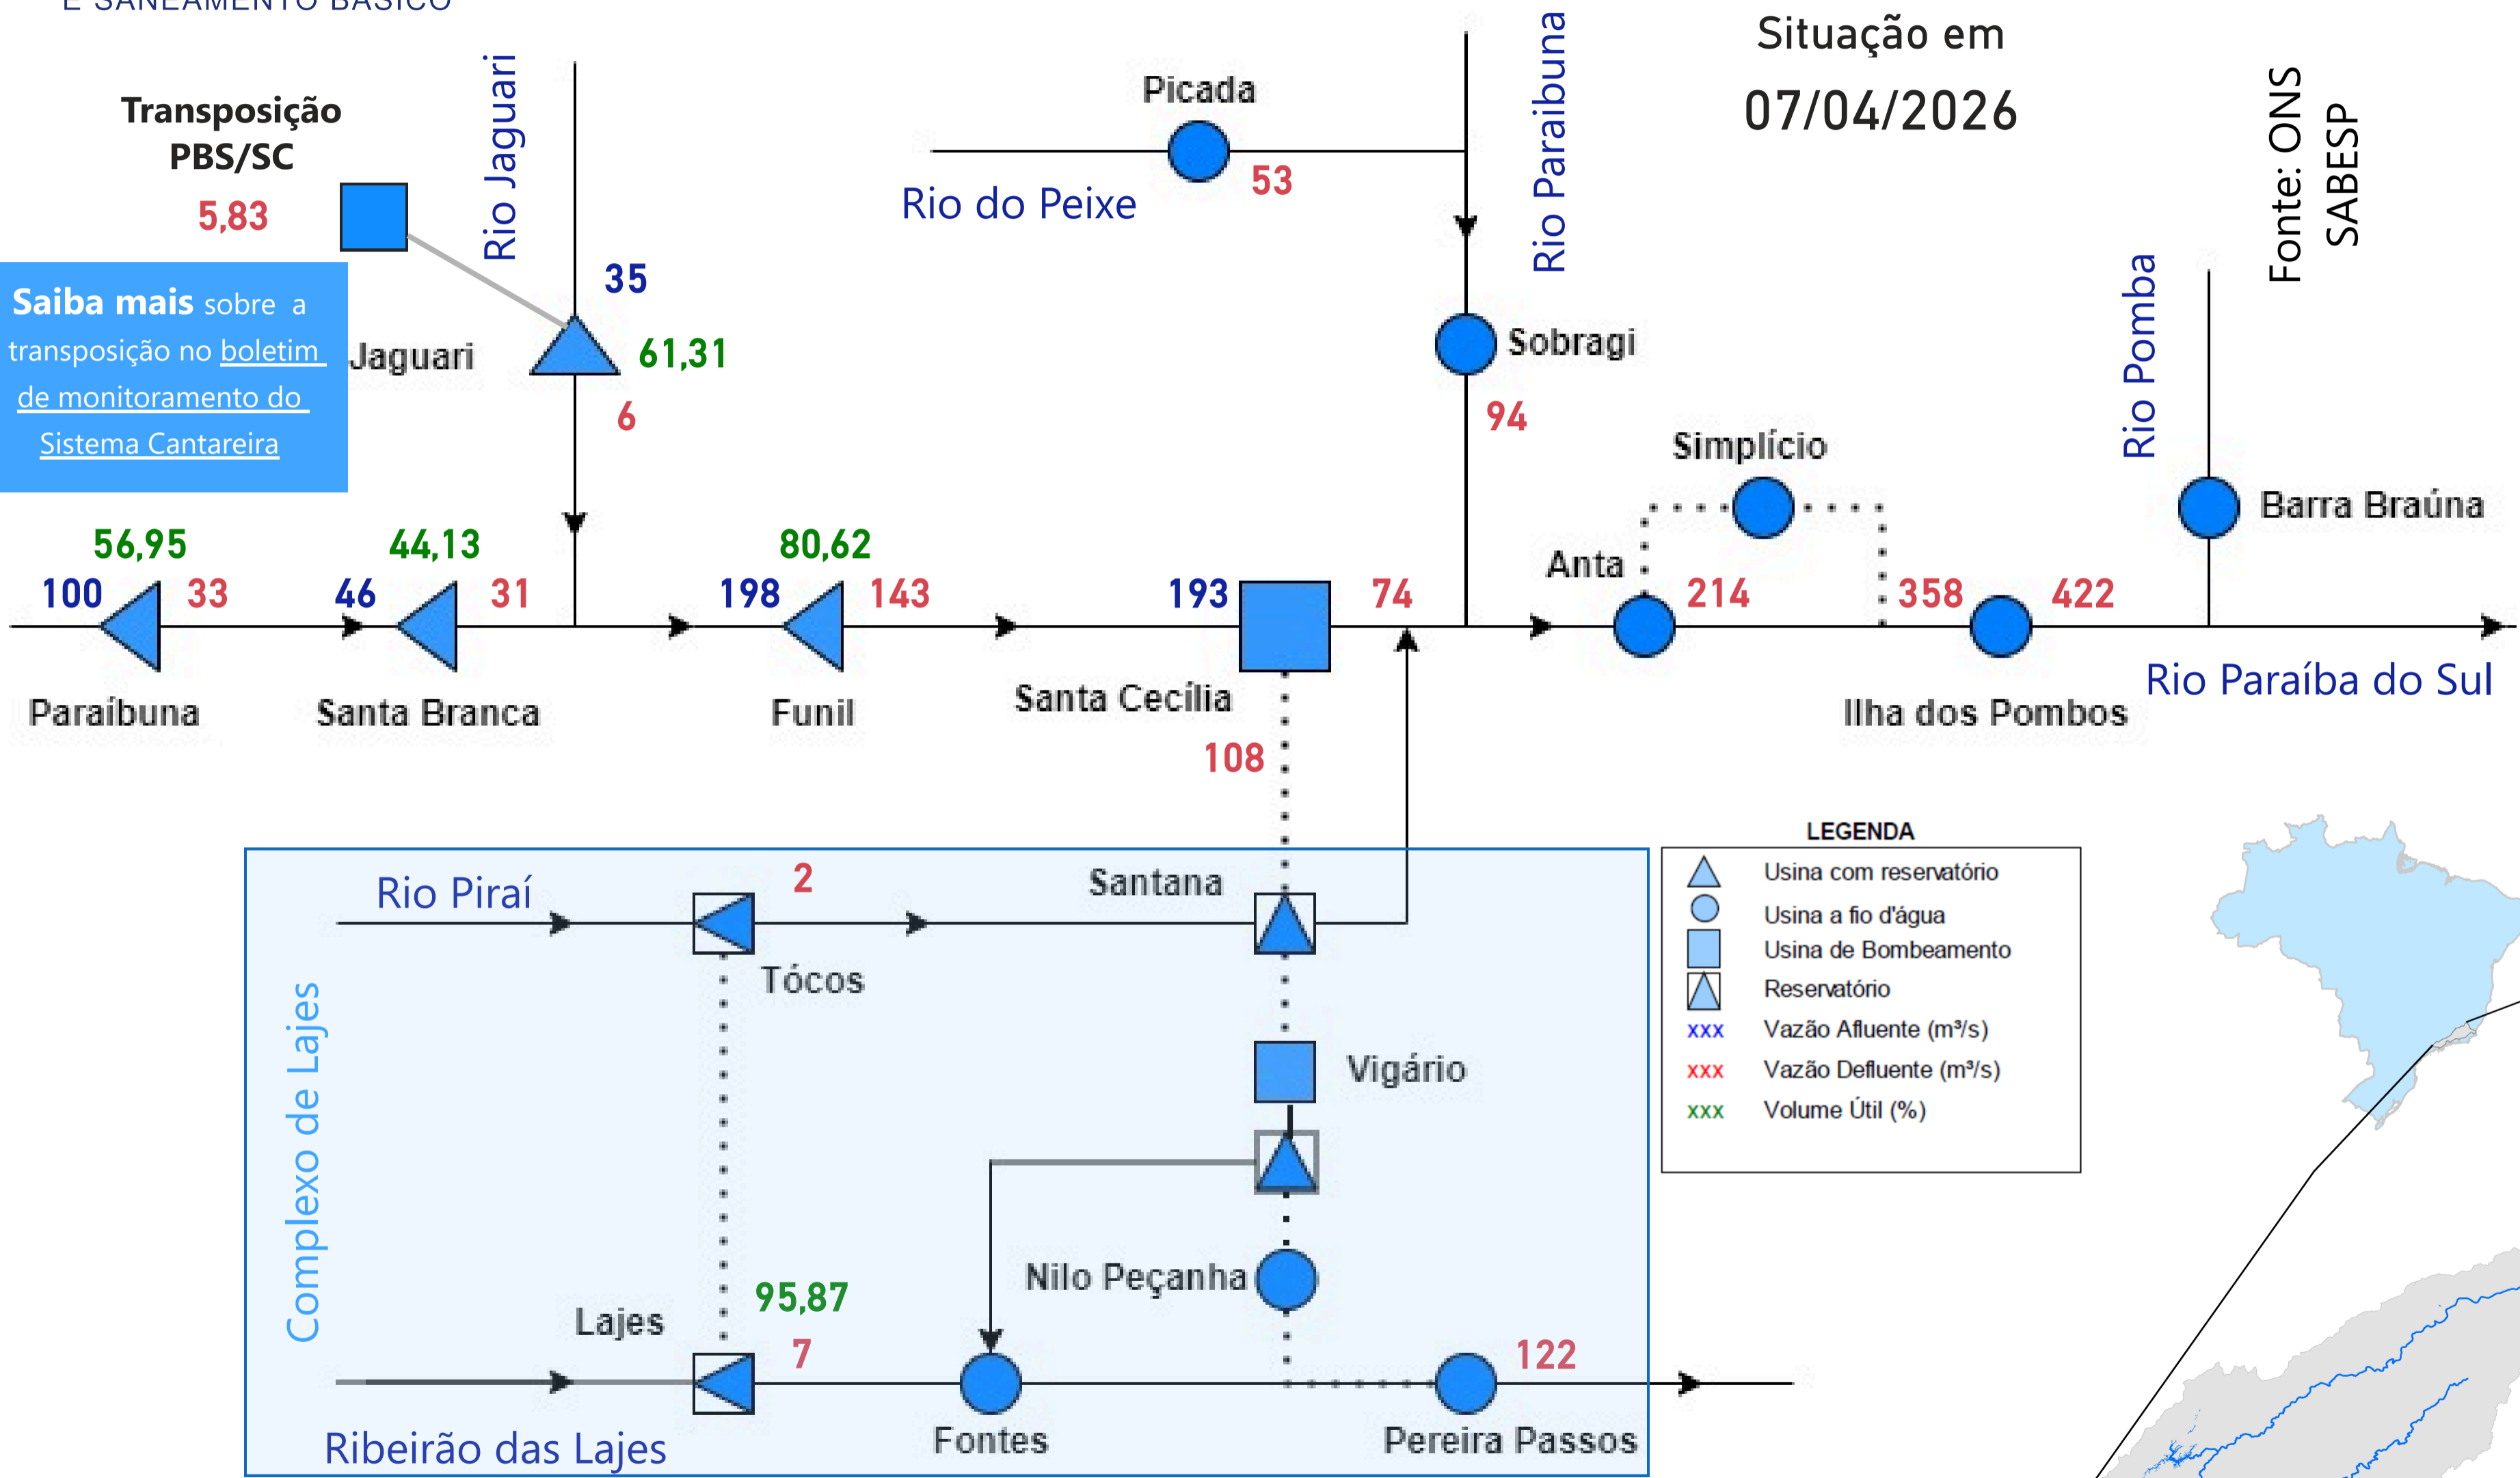 E SANEAMENTO BÁSICO
Situação em
07/04/2026
Fonte: ONS
SABESP
Transposição
PBS/SC
5,83
Rio Jaguari
Picada
53
Rio do Peixe
Rio Paraibuna
Saiba mais sobre a
transposição no boletim
de monitoramento do
Sistema Cantareira
35
Jaguari
61,31
6
Sobragi
94
Rio Pomba
Simplício
Barra Braúna
56,95
44,13
80,62
Anta
100
33
46
31
198
143
193
74
214
358
422
Paraíbuna
Santa Branca
Funil
Santa Cecília
Ilha dos Pombos
Rio Paraíba do Sul
108
Complexo de Lajes
Rio Piraí
2
Santana
Tócos
Vigário
Nilo Peçanha
95,87
Lajes
7
122
Ribeirão das Lajes
Fontes
Pereira Passos
LEGENDA
Usina com reservatório
Usina a fio d'água
Usina de Bombeamento
Reservatório
xxx Vazão Afluente (m³/s)
xxx Vazão Defluente (m³/s)
xxx Volume Útil (%)